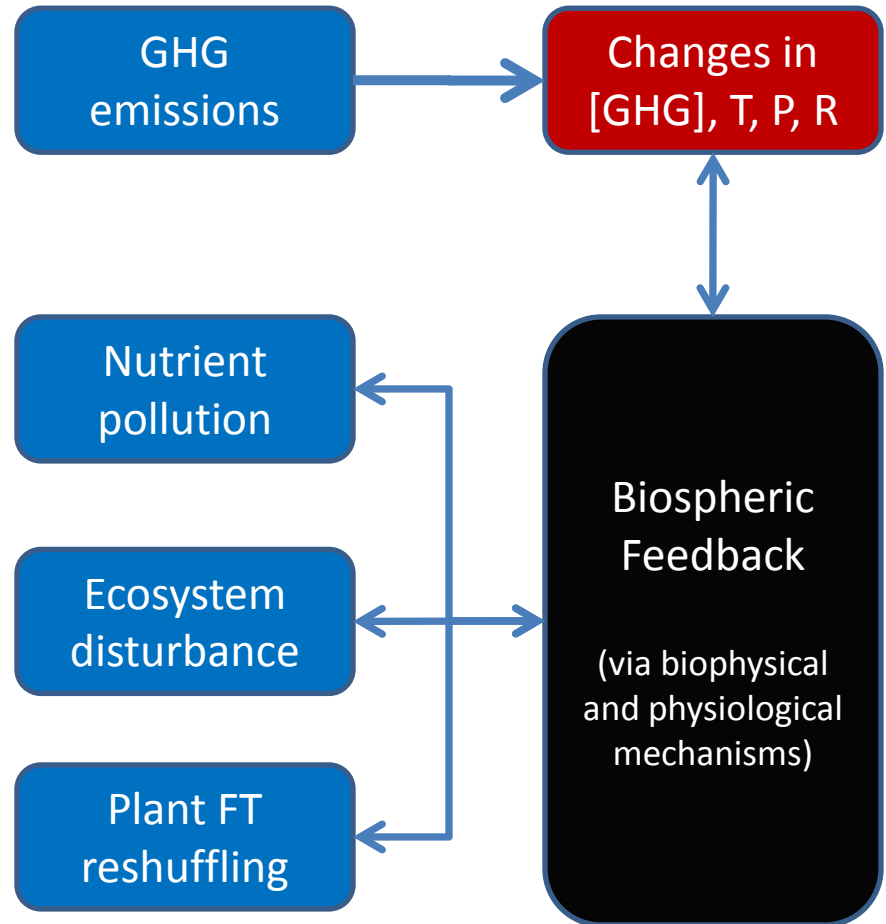 GHG
emissions
Changes in
[GHG], T, P, R
Nutrient
pollution
Ecosystem
disturbance
Plant FT
reshuffling
Biospheric
Feedback
(via biophysical
and physiological
mechanisms)